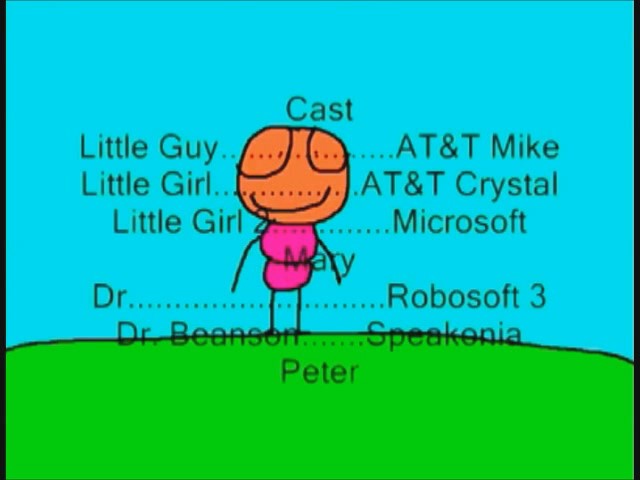 Cast
Little Guy......................AT&T Mike
Little Girl..................AT&T Crystal
Little Girl 2..............Microsoft
Mary
Dr............................Robosoft 3
Dr. Beanson.......Speakonia
Peter